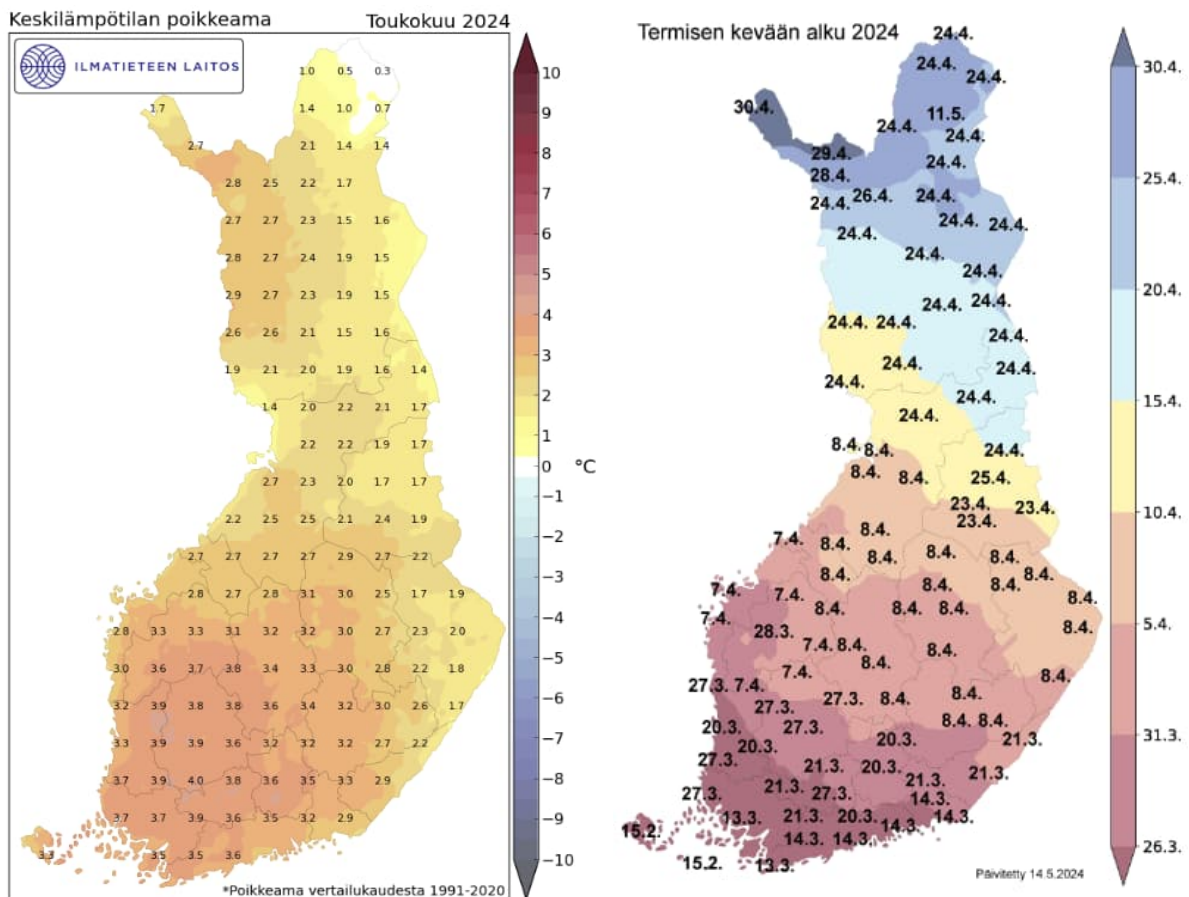 Keskilämpötilan poikkeama Toukokuu 2024
ILMATIETEEN LAITOS
1.0 0.5 0.3
1.7 1.4 1.0 0.7
2.7 2.1 1.4 1.4
2.8 2.5 2.2 1.7
2.7 2.7 2.3 1.5 1.6
2.8 2.7 2.4 1.9 1.5
2.9 2.7 2.3 1.9 1.5
2.6 2.6 2.1 1.5 1.6
1.9 2.1 2.0 1.9 1.6 1.4
1.4 2.0 2.2 2.1 1.7
2.2 2.2 1.9 1.7
2.7 2.3 2.0 1.7 1.7
2.2 2.5 2.5 2.1 2.4 1.9
2.7 2.7 2.7 2.7 2.9 2.7 2.2
2.8 2.7 2.8 3.1 3.0 2.5 1.7 1.9
2.8 3.3 3.3 3.1 3.2 3.2 3.0 2.7 2.3 2.0
3.0 3.6 3.7 3.8 3.4 3.3 3.0 2.8 2.2 1.8
3.2 3.9 3.8 3.8 3.6 3.4 3.2 3.0 2.6 1.7
3.3 3.9 3.9 3.6 3.2 3.2 3.2 2.7 2.2
3.7 3.9 4.0 3.8 3.6 3.5 3.3 2.9
3.7 3.7 3.9 3.6 3.5 3.2 2.9
3.3 3.5 3.5 3.6
*Poikkeama vertailukaudesta 1991-2020
10
9
8
7
6
5
4
3
2
1
0 °C
−1
−2
−3
−4
−5
−6
−7
−8
−9
−10
Termisen kevään alku 2024
24.4.
24.4. 24.4.
30.4. 11.5.
24.4. 24.4.
29.4. 24.4.
28.4.
24.4. 26.4. 24.4.
24.4. 24.4.
24.4.
24.4.
24.4.
24.4. 24.4.
24.4. 24.4. 24.4.
24.4. 24.4.
24.4. 24.4.
24.4.
8.4. 8.4. 24.4.
8.4. 8.4. 25.4.
23.4. 23.4.
23.4.
7.4. 8.4.
8.4. 8.4. 8.4. 8.4.
8.4. 8.4.
7.4. 7.4. 8.4. 8.4. 8.4.
7.4. 8.4. 8.4. 8.4.
28.3. 8.4.
7.4. 8.4. 8.4.
7.4. 8.4. 8.4.
27.3. 7.4. 27.3. 8.4. 8.4.
27.3.
20.3. 27.3. 8.4. 8.4.
20.3. 20.3. 21.3.
27.3. 21.3. 20.3. 21.3. 21.3.
27.3. 21.3. 27.3. 14.3.
13.3. 21.3. 20.3. 14.3. 14.3.
15.2. 14.3. 14.3.
15.2. 13.3.
Päivitetty 14.5.2024
30.4.
25.4.
20.4.
15.4.
10.4.
5.4.
31.3.
26.3.